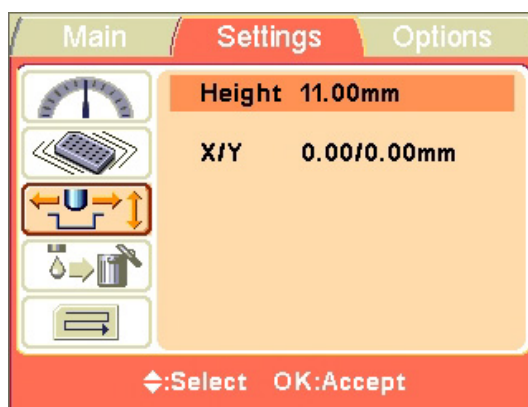 Main Settings Options
Height 11.00mm
X/Y 0.00/0.00mm
:Select OK:Accept